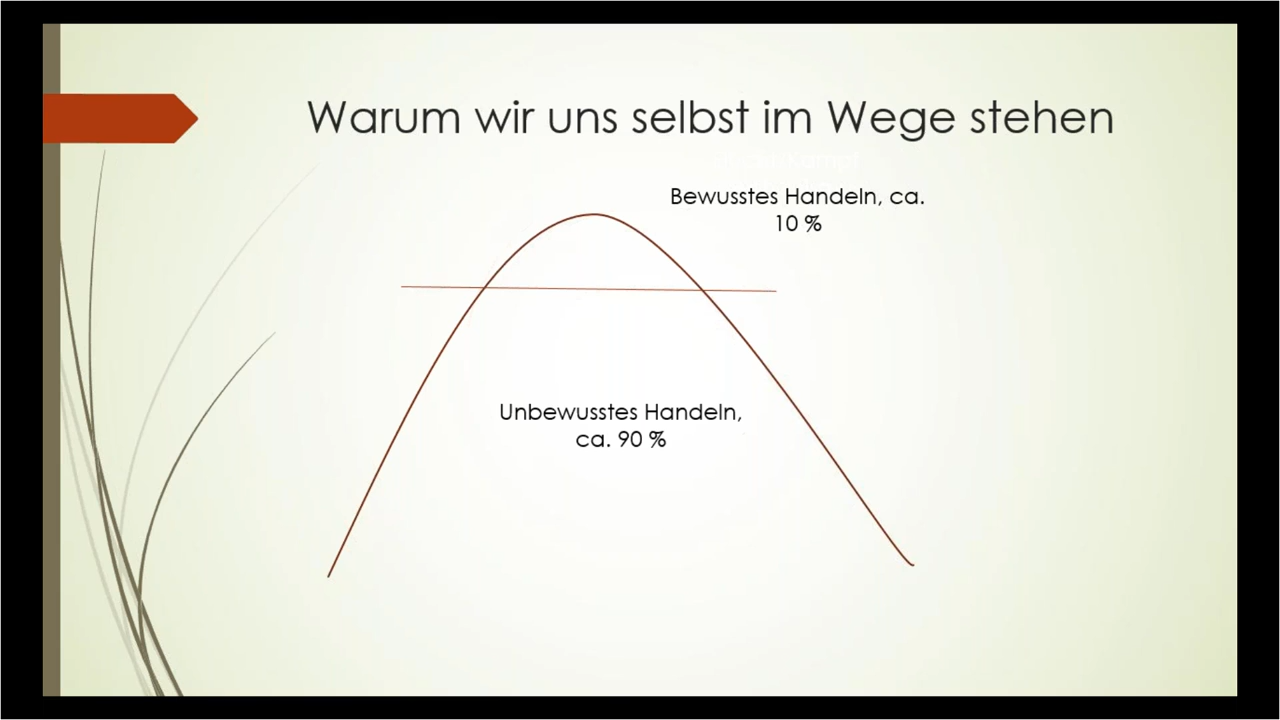 Warum wir uns selbst im Wege stehen
Bewusstes Handeln, ca.
10 %
Unbewusstes Handeln,
ca. 90 %